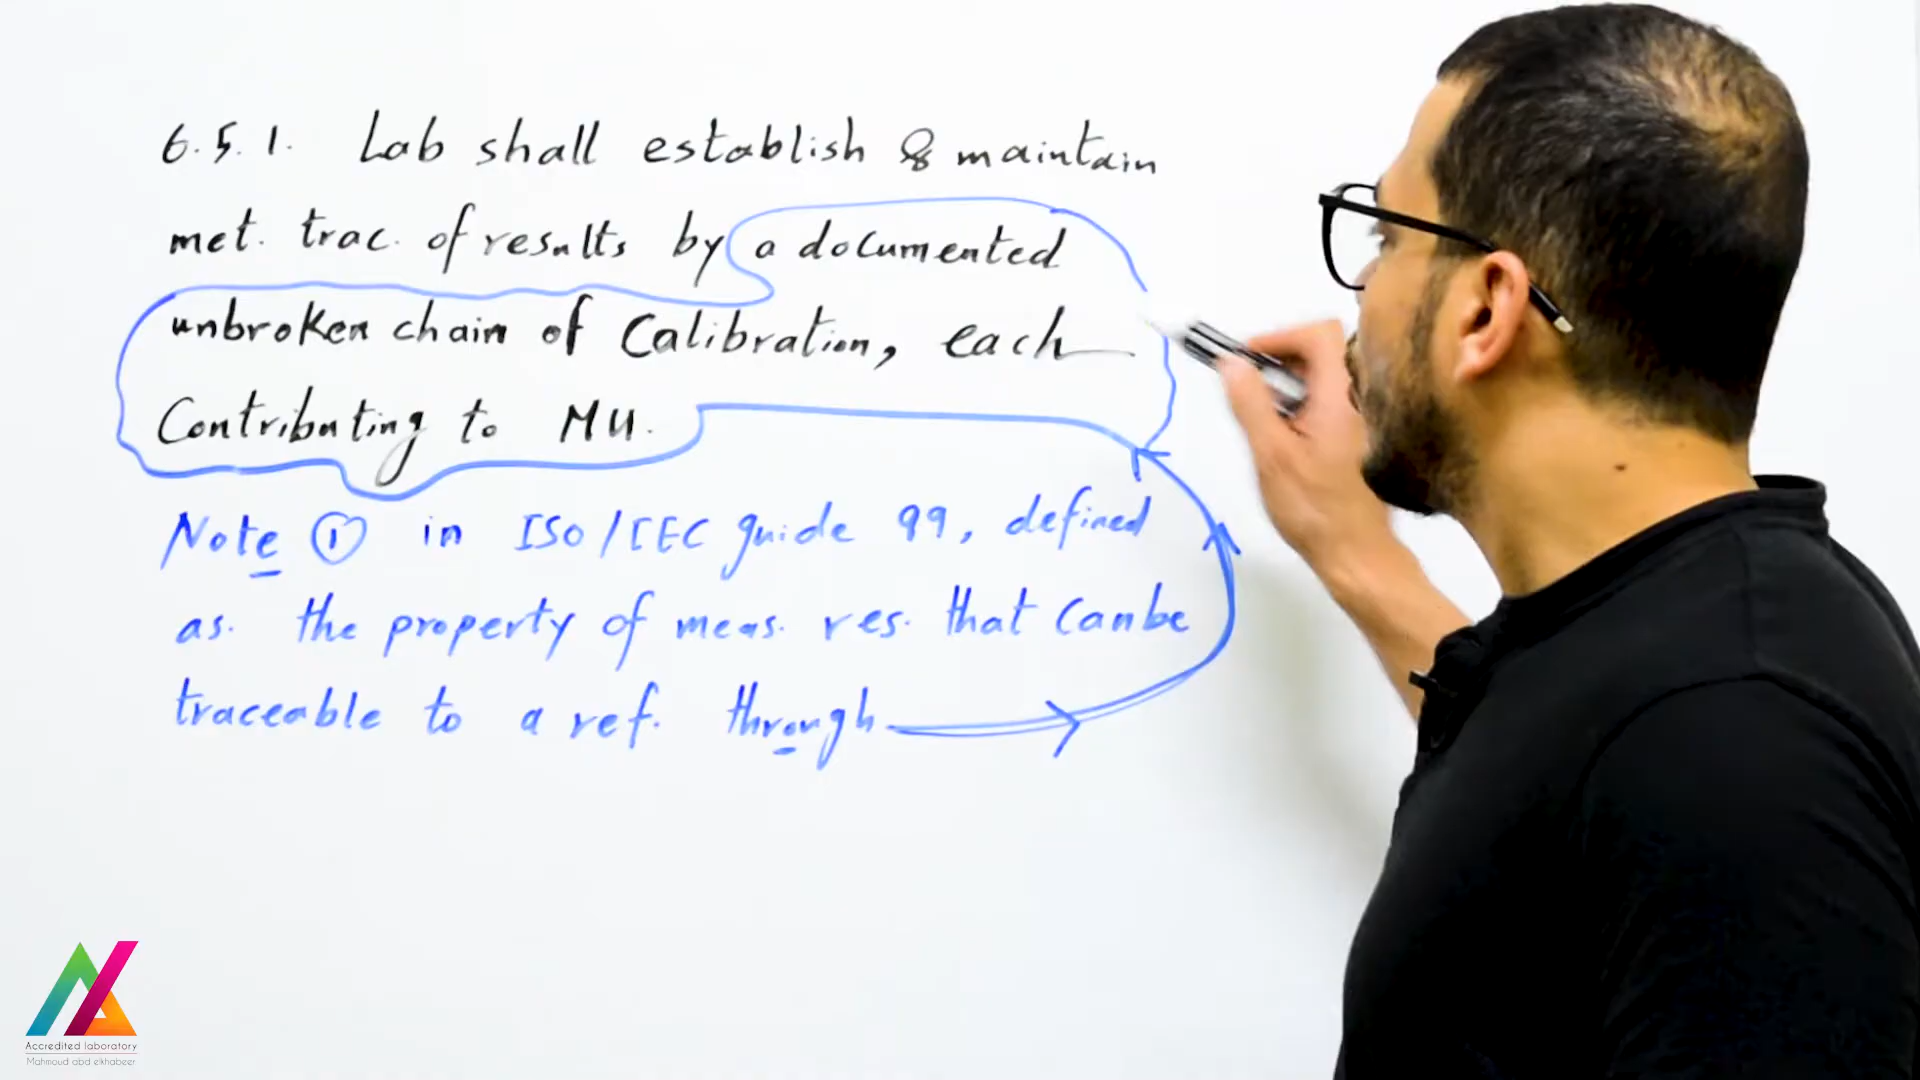 6.5.1. Lab shall establish & maintain
met. trac. of results by a documented
unbroken chain of Calibration, each
Contributing to MU.
Note ① in ISO/IEC guide 99, defined
as. the property of meas. res. that can be
traceable to a ref. through
Accredited laboratory
Mahmoud abd elkhabeer